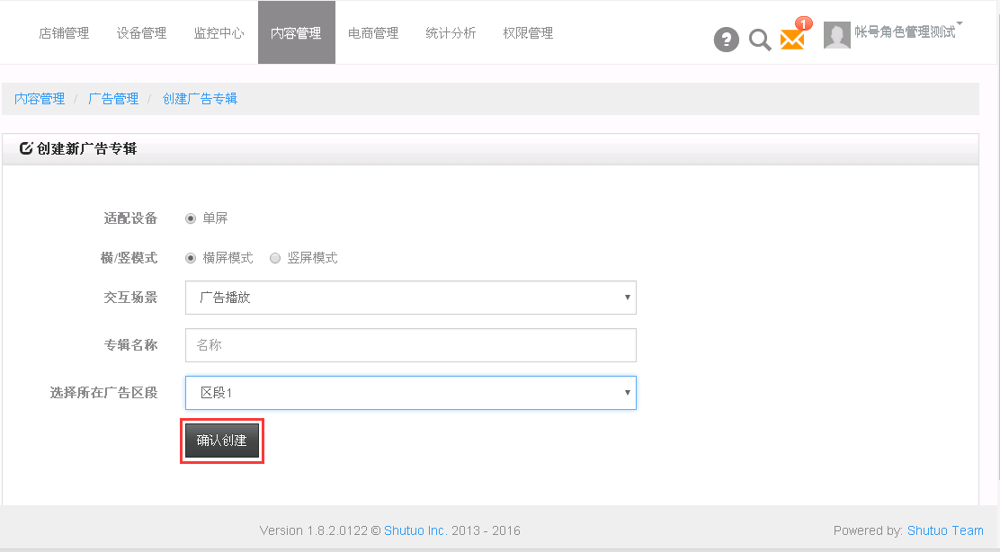 店铺管理 设备管理 监控中心 内容管理 电商管理 统计分析 权限管理 ? 1 帐号角色管理测试
内容管理 / 广告管理 / 创建广告专辑
创建新广告专辑
适配设备 单屏
横/竖模式 横屏模式 竖屏模式
交互场景 广告播放
专辑名称 名称
选择所在广告区段 区段1
确认创建
Version 1.8.2.0122 © Shutuo Inc. 2013 - 2016 Powered by: Shutuo Team